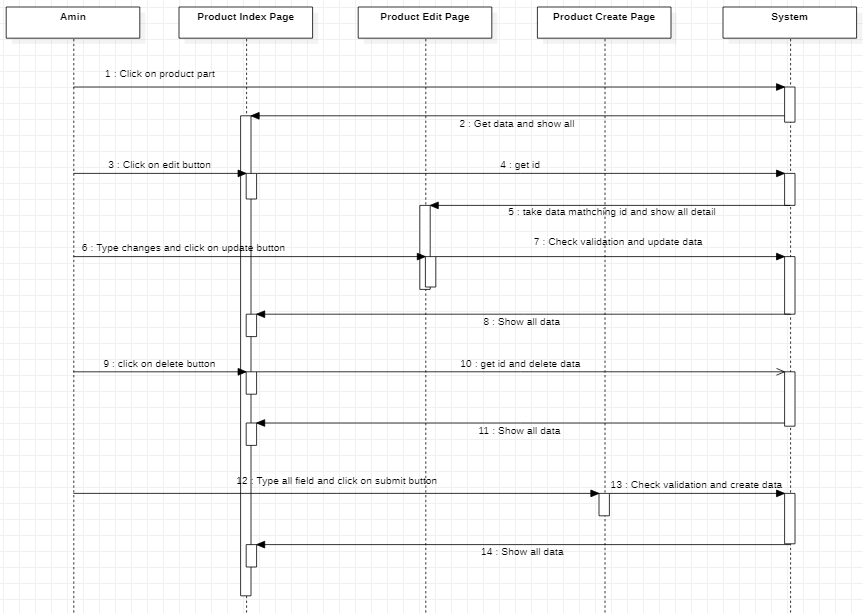 Amin
Product Index Page
Product Edit Page
Product Create Page
System
1 : Click on product part
2 : Get data and show all
3 : Click on edit button
4 : get id
5 : take data mathching id and show all detail
6 : Type changes and click on update button
7 : Check validation and update data
8 : Show all data
9 : click on delete button
10 : get id and delete data
11 : Show all data
12 : Type all field and click on submit button
13 : Check validation and create data
14 : Show all data